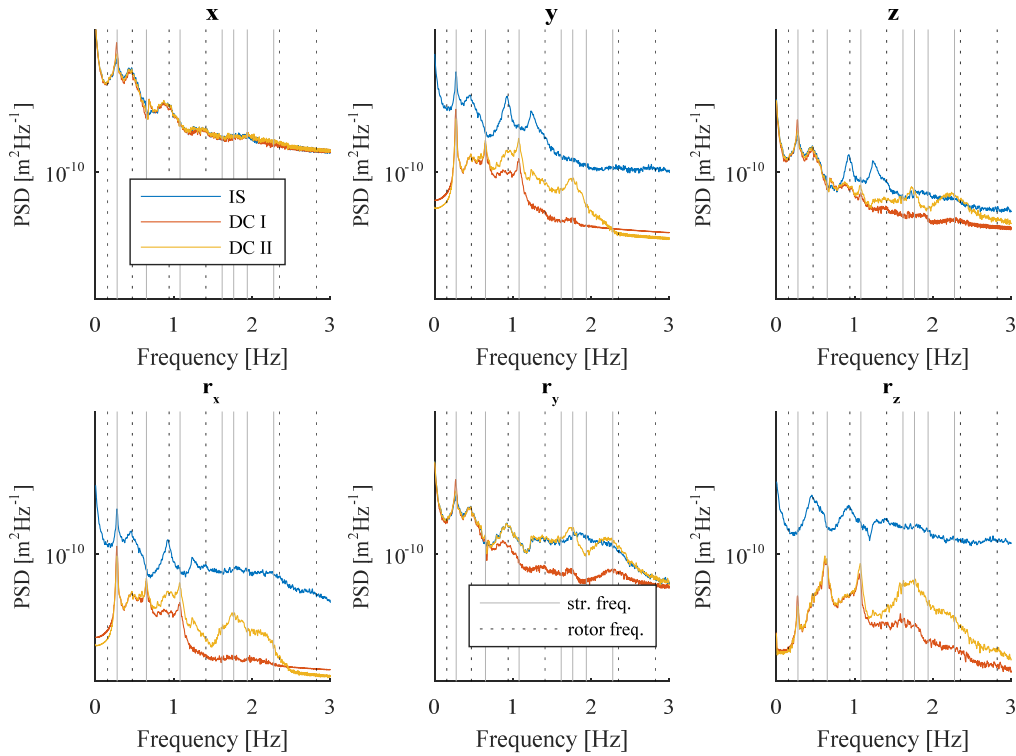 x
y
z
PSD [m²Hz⁻¹]
PSD [m²Hz⁻¹]
PSD [m²Hz⁻¹]
10⁻¹⁰
10⁻¹⁰
10⁻¹⁰
IS
DC I
DC II
0 1 2 3
0 1 2 3
0 1 2 3
Frequency [Hz]
Frequency [Hz]
Frequency [Hz]
rₓ
r_y
r_z
PSD [m²Hz⁻¹]
PSD [m²Hz⁻¹]
PSD [m²Hz⁻¹]
10⁻¹⁰
10⁻¹⁰
10⁻¹⁰
str. freq.
rotor freq.
0 1 2 3
0 1 2 3
0 1 2 3
Frequency [Hz]
Frequency [Hz]
Frequency [Hz]